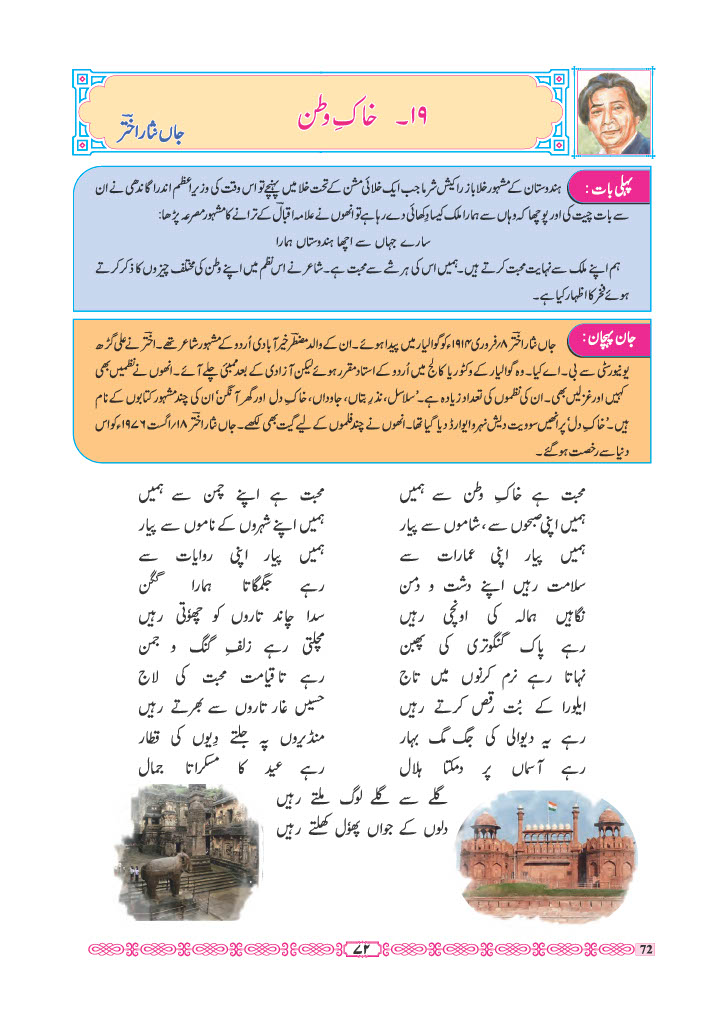 ۱۹۔ خاکِ وطن
جاں نثار اخترؔ
پہلی بات :
ہندوستان کے مشہور خلا باز راکیش شرما جب ایک خلائی مشن کے تحت خلا میں پہنچے تو اس وقت کی وزیرِ اعظم اندرا گاندھی نے ان
سے بات چیت کی اور پوچھا کہ وہاں سے ہمارا ملک کیسا دِکھائی دے رہا ہے تو انھوں نے علامہ اقبالؔ کے ترانے کا مشہور مصرعہ پڑھا:
سارے جہاں سے اچھا ہندوستاں ہمارا
ہم اپنے ملک سے نہایت محبت کرتے ہیں۔ ہمیں اس کی ہر شے سے محبت ہے۔ شاعر نے اس نظم میں اپنے وطن کی مختلف چیزوں کا ذکر کرتے
ہوئے فخر کا اظہار کیا ہے۔
جان پہچان :
جاں نثار اخترؔ ۸؍فروری ۱۹۱۴ء کو گوالیار میں پیدا ہوئے۔ ان کے والد مضطرؔ خیرآبادی اُردو کے مشہور شاعر تھے۔ اخترؔ نے علی گڑھ
یونیورسٹی سے بی۔اے کیا۔ وہ گوالیار کے وکٹوریا کالج میں اُردو کے استاد مقرر ہوئے لیکن آزادی کے بعد ممبئی چلے آئے۔ انھوں نے نظمیں بھی
کہیں اور غزلیں بھی۔ ان کی نظموں کی تعداد زیادہ ہے۔ ’سلاسل، نذرِ بتاں، جاوداں، خاکِ دل اور گھر آنگن‘ ان کی چند مشہور کتابوں کے نام
ہیں۔ ’خاکِ دل‘ پر انھیں سوویت دیش نہرو ایوارڈ دیا گیا تھا۔ انھوں نے چند فلموں کے لیے گیت بھی لکھے۔ جاں نثار اخترؔ ۱۸؍اگست ۱۹۷۶ء کو اس
دنیا سے رخصت ہوگئے۔
محبت ہے خاکِ وطن سے ہمیں محبت ہے اپنے چمن سے ہمیں
ہمیں اپنی صبحوں سے، شاموں سے پیار ہمیں اپنے شہروں کے ناموں سے پیار
ہمیں پیار اپنی عمارات سے ہمیں پیار اپنی روایات سے
سلامت رہیں اپنے دشت و دمن رہے جگمگاتا ہمارا گگن
نگاہیں ہمالہ کی اونچی رہیں سدا چاند تاروں کو چھوٗتی رہیں
رہے پاک گنگوتری کی پھبن مچلتی رہے زلفِ گنگ و جمن
نہاتا رہے نرم کرنوں میں تاج رہے تاقیامت محبت کی لاج
ایلورا کے بُت رقص کرتے رہیں حسیں غار تاروں سے بھرتے رہیں
رہے یہ دیوالی کی جگ مگ بہار منڈیروں پہ جلتے دِیوں کی قطار
رہے آسماں پر دمکتا ہلال رہے عید کا مسکراتا جمال
گلے سے گلے لوگ ملتے رہیں
دلوں کے جواں پھوٗل کھلتے رہیں
۷۲
72